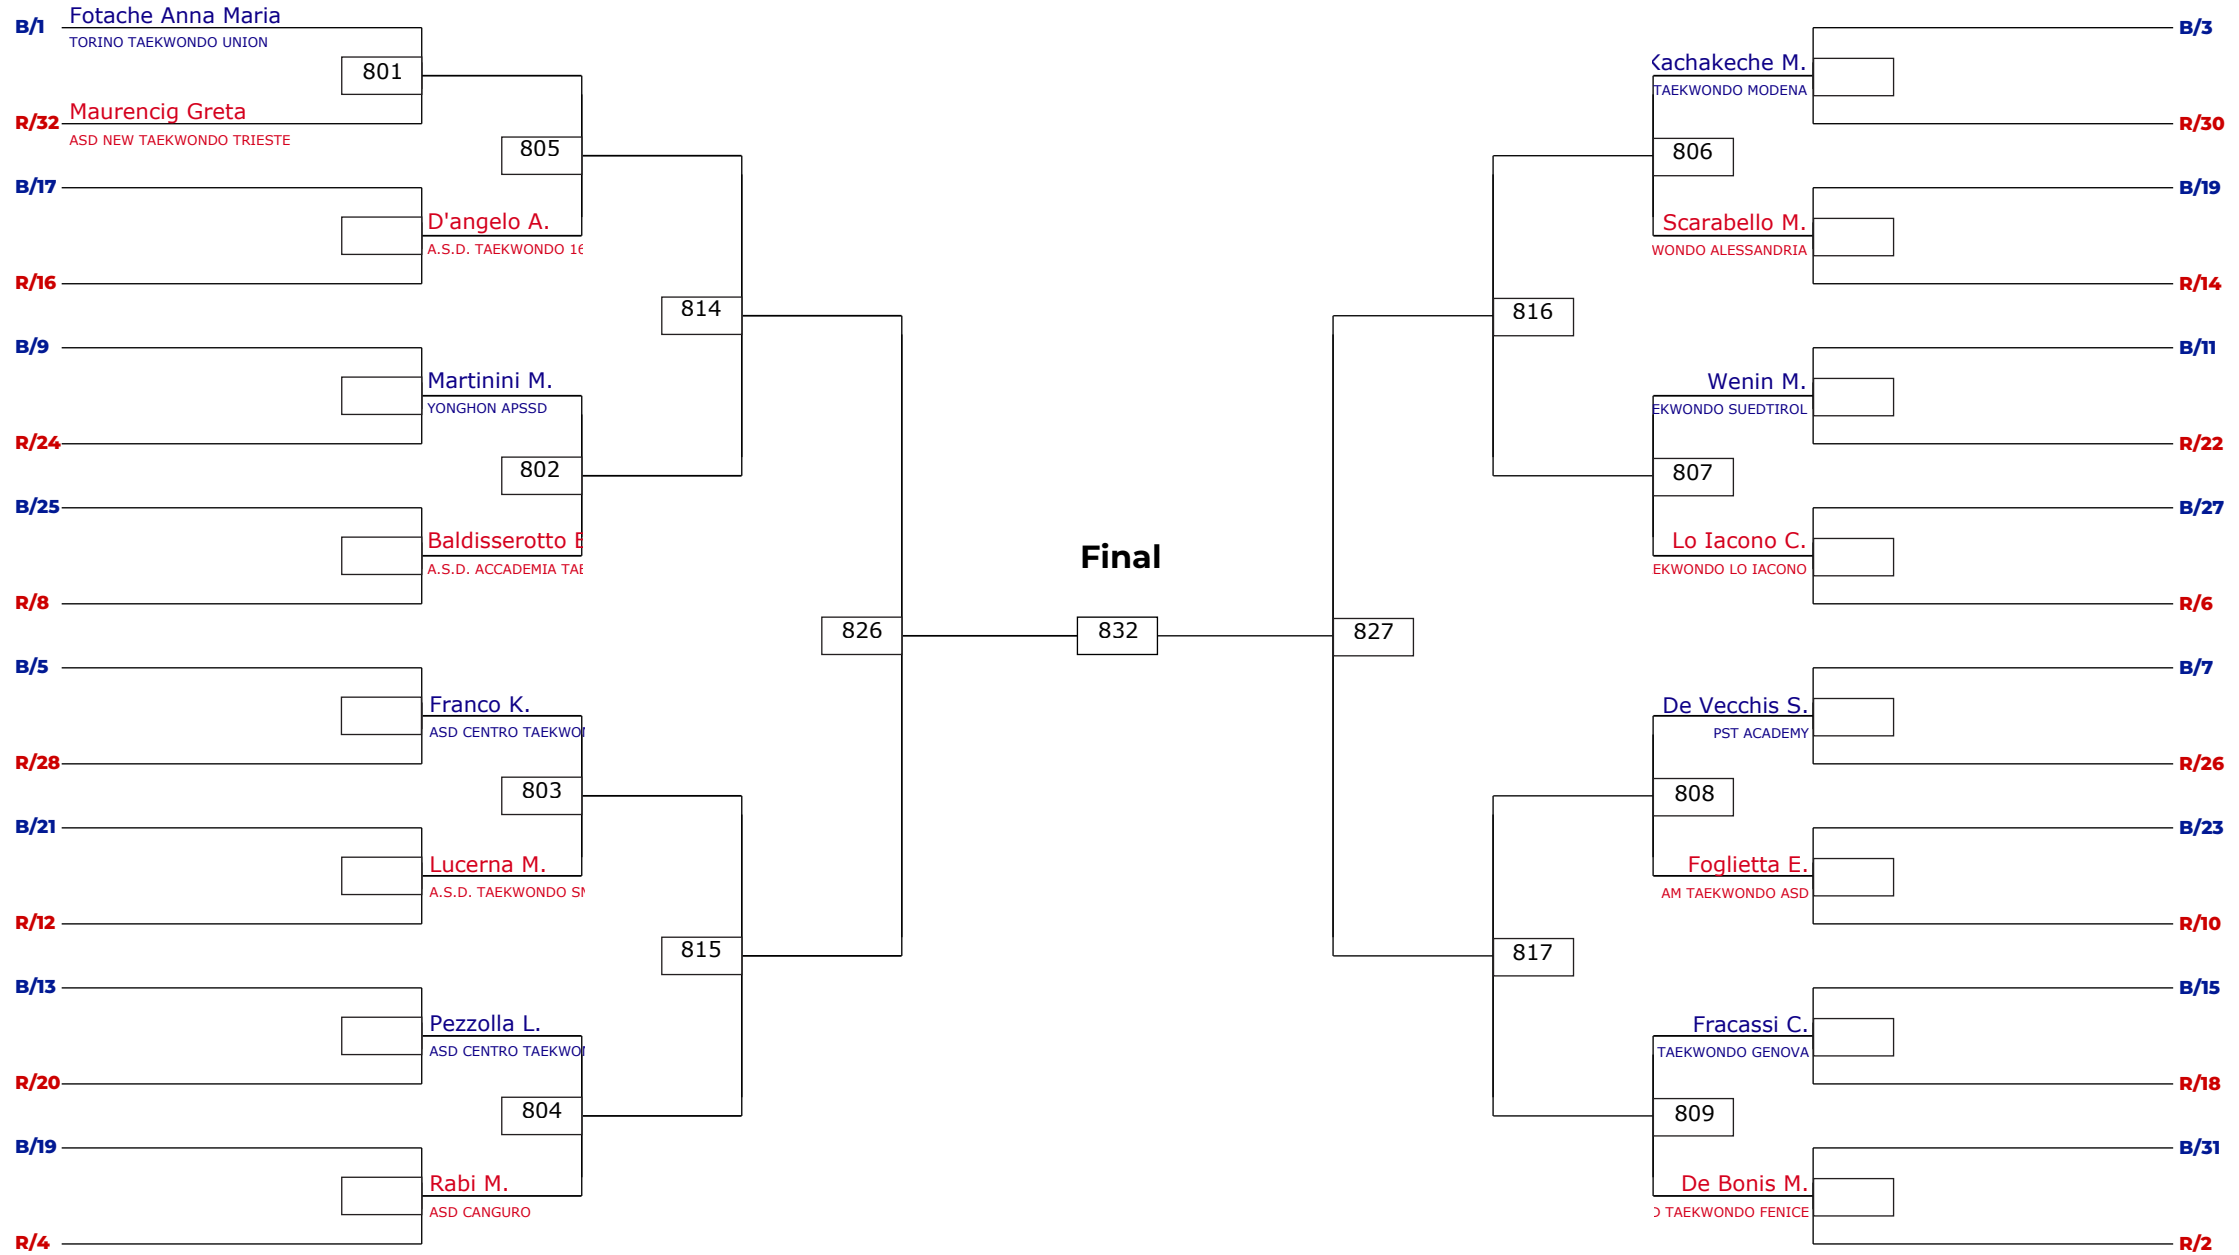 B/1
Fotache Anna Maria
TORINO TAEKWONDO UNION
801
R/32
Maurencig Greta
ASD NEW TAEKWONDO TRIESTE
805
B/17
D'angelo A.
A.S.D. TAEKWONDO 16
R/16
814
B/9
Martinini M.
YONGHON APSSD
R/24
802
B/25
Baldisserotto
A.S.D. ACCADEMIA
R/8
826
B/5
Franco K.
ASD CENTRO
R/28
803
B/21
Lucerna M.
A.S.D. TAEKWONDO
R/12
815
B/13
Pezzolla L.
ASD CENTRO
R/20
804
B/19
Rabi M.
ASD CANGURO
R/4
Final
832
B/3
Kachakeche M.
TAEKWONDO MODENA
R/30
806
B/19
Scarabello M.
WONDO ALESSANDRIA
R/14
816
B/11
Wenin M.
EKWONDO SUEDTIROL
R/22
807
B/27
Lo Iacono C.
EKWONDO LO IACONO
R/6
827
B/7
De Vecchis S.
PST ACADEMY
R/26
808
B/23
Foglietta E.
AM TAEKWONDO ASD
R/10
817
B/15
Fracassi C.
TAEKWONDO GENOVA
R/18
809
B/31
De Bonis M.
TAEKWONDO FENICE
R/2